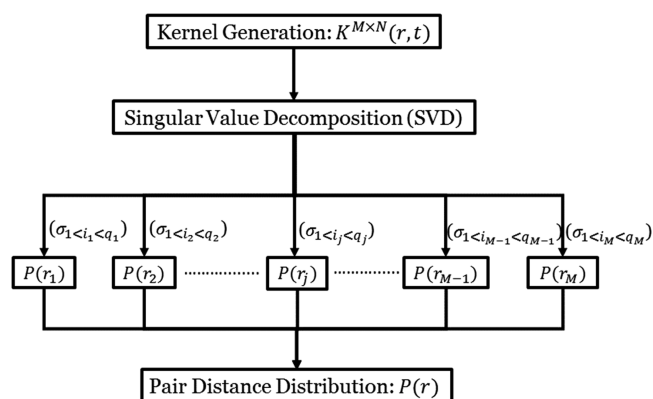 Kernel Generation: K^{M×N}(r,t)
Singular Value Decomposition (SVD)
(σ_{1<i_1<q_1}) (σ_{1<i_2<q_2}) (σ_{1<i_j<q_j}) (σ_{1<i_{M−1}<q_{M−1}}) (σ_{1<i_M<q_M})
P(r_1) P(r_2) P(r_j) P(r_{M−1}) P(r_M)
Pair Distance Distribution: P(r)